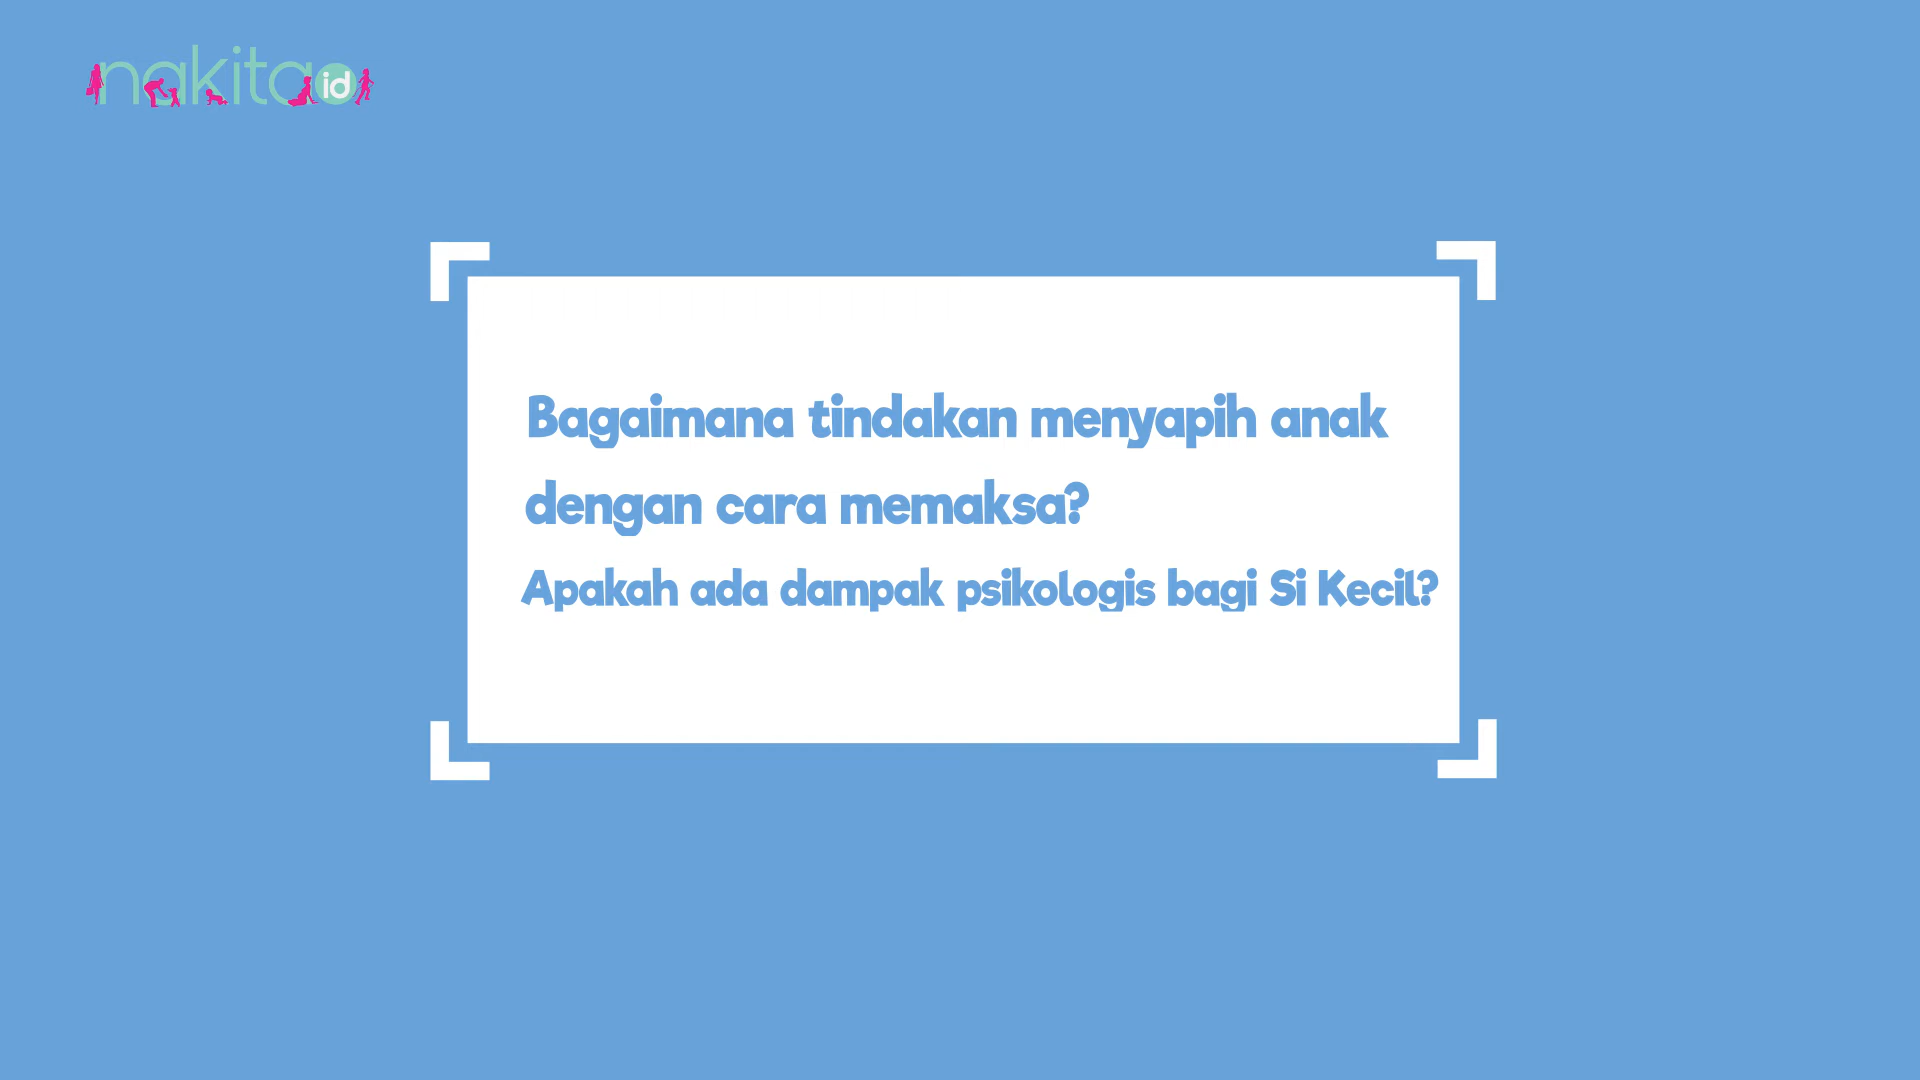 nakita id
Bagaimana tindakan menyapih anak
dengan cara memaksa?
Apakah ada dampak psikologis bagi Si Kecil?